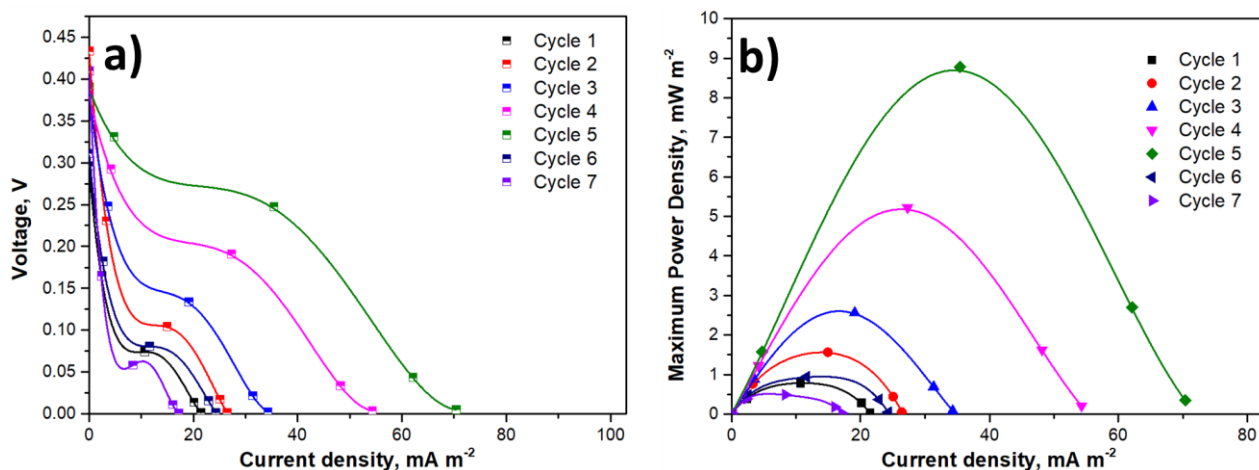 a)
0.45
0.40
0.35
0.30
0.25
0.20
0.15
0.10
0.05
0.00
Voltage, V
0 20 40 60 80 100
Current density, mA m⁻²
Cycle 1
Cycle 2
Cycle 3
Cycle 4
Cycle 5
Cycle 6
Cycle 7
b)
10
9
8
7
6
5
4
3
2
1
0
Maximum Power Density, mW m⁻²
0 20 40 60 80
Current density, mA m⁻²
Cycle 1
Cycle 2
Cycle 3
Cycle 4
Cycle 5
Cycle 6
Cycle 7